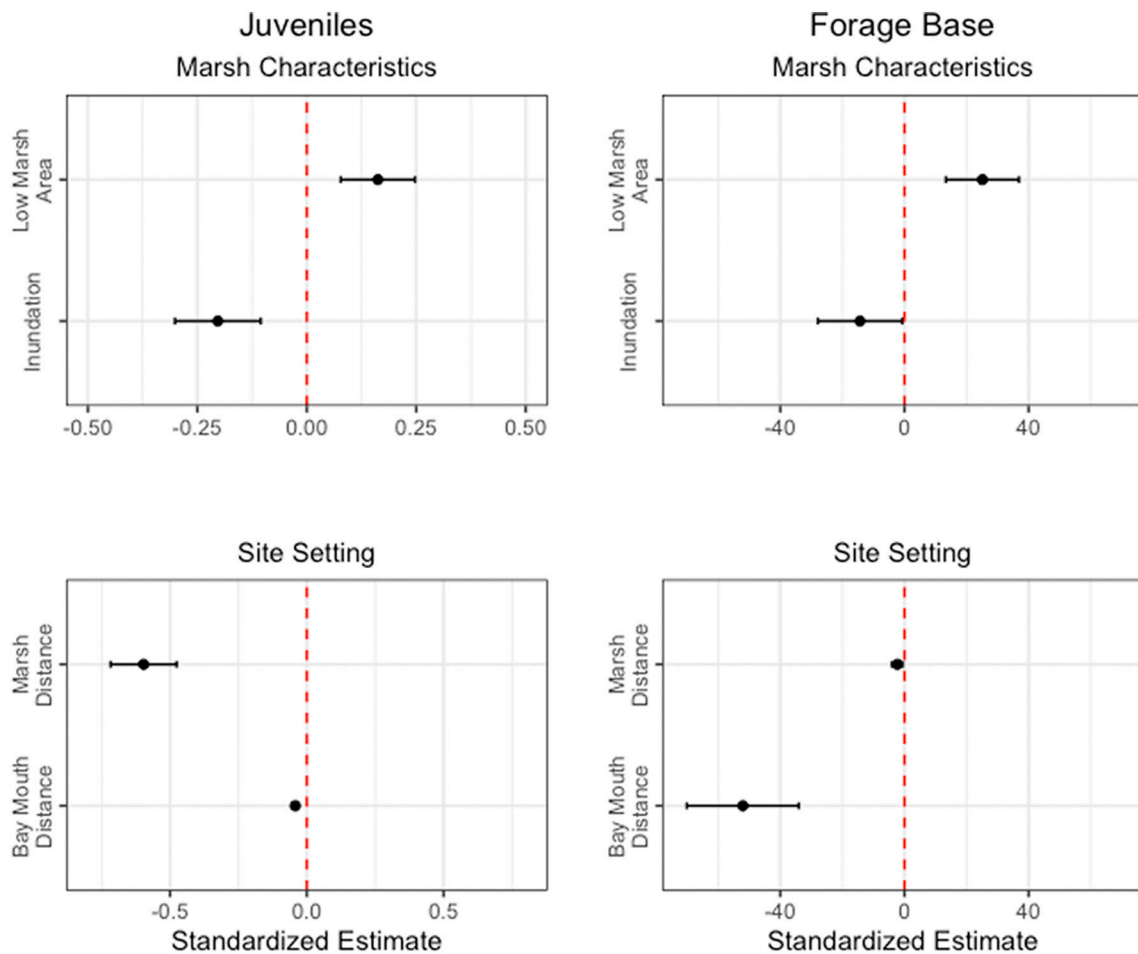 Juveniles
Marsh Characteristics
Low Marsh
Area
Inundation
-0.50 -0.25 0.00 0.25 0.50
Forage Base
Marsh Characteristics
Low Marsh
Area
Inundation
-40 0 40
Site Setting
Marsh
Distance
Bay Mouth
Distance
-0.5 0.0 0.5
Standardized Estimate
Site Setting
Marsh
Distance
Bay Mouth
Distance
-40 0 40
Standardized Estimate